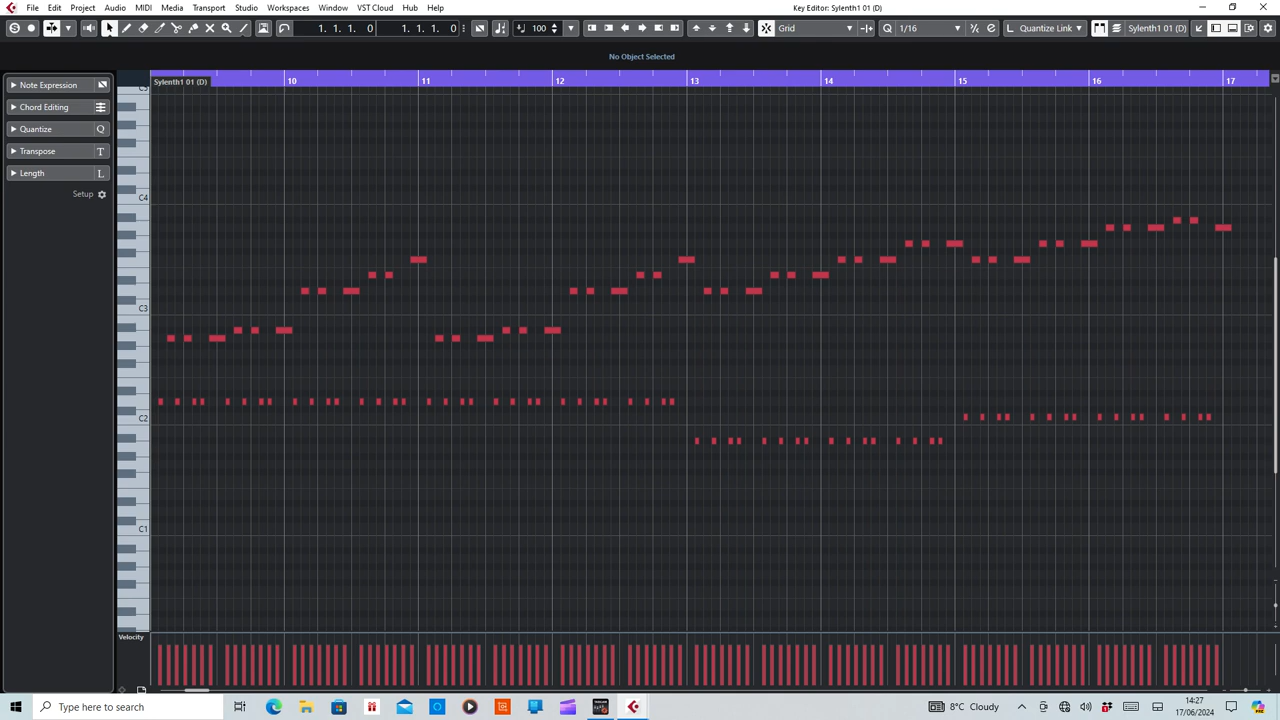 File Edit Project Audio MIDI Media Transport Studio Workspaces Window VST Cloud Hub Help
Key Editor: Sylenth1 01 (D)
1. 1. 1. 0 1. 1. 1. 0 100 Grid Q 1/16 Quantize Link Sylenth1 01 (D)
No Object Selected
Sylenth1 01 (D) 10 11 12 13 14 15 16 17
Note Expression
Chord Editing
Quantize Q
Transpose T
Length L
Setup
C4
C3
C2
C1
Velocity
Type here to search
8°C Cloudy
14:27
17/06/2024